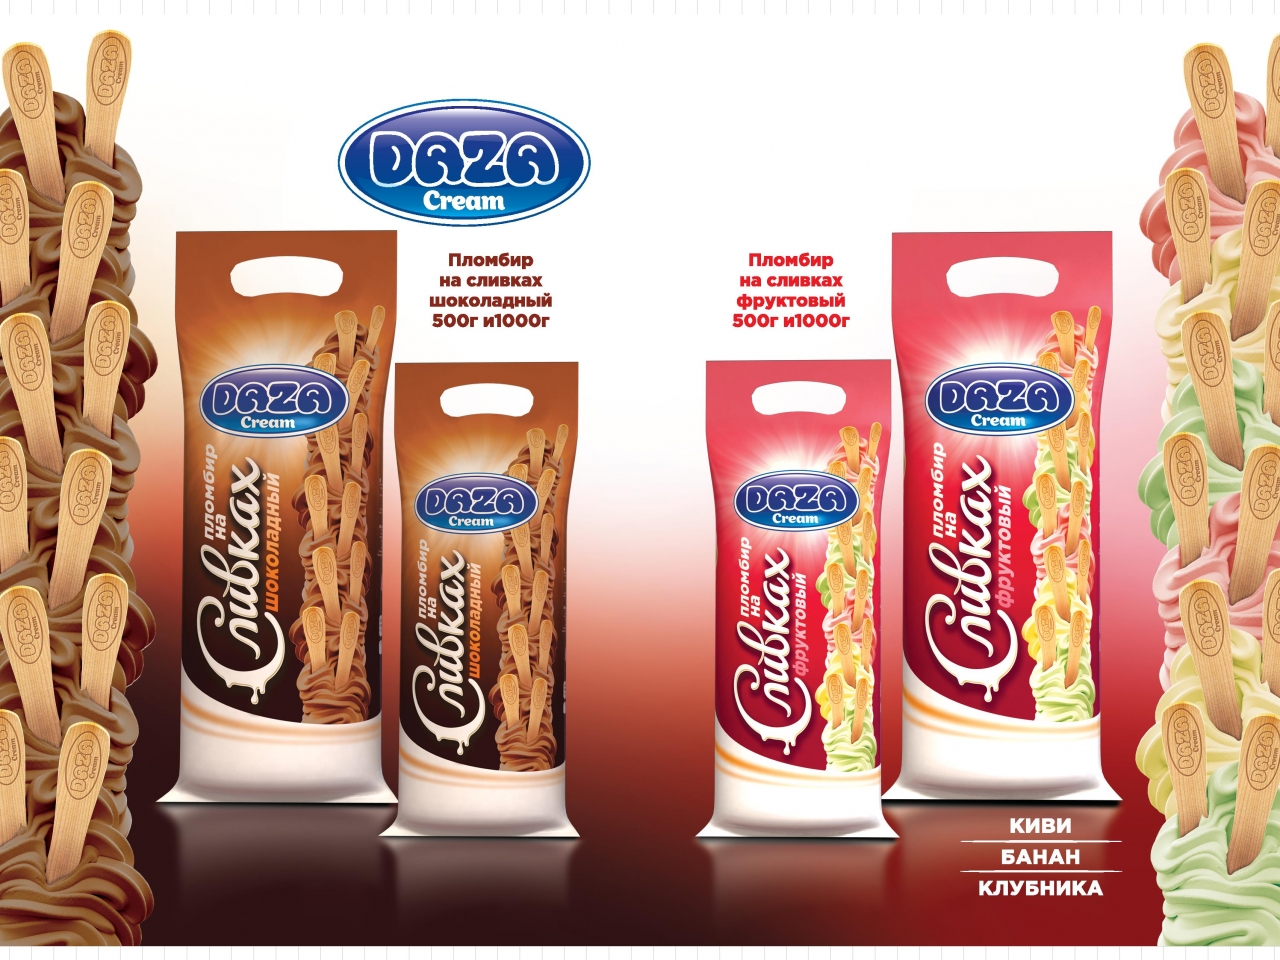 DAZA
Cream
Пломбир
на сливках
шоколадный
500г и1000г
Пломбир
на сливках
фруктовый
500г и1000г
DAZA
Cream
пломбир
на
Сливках
шоколадный
DAZA
Cream
пломбир
на
Сливках
шоколадный
DAZA
Cream
пломбир
на
Сливках
фруктовый
DAZA
Cream
пломбир
на
Сливках
фруктовый
КИВИ
БАНАН
КЛУБНИКА